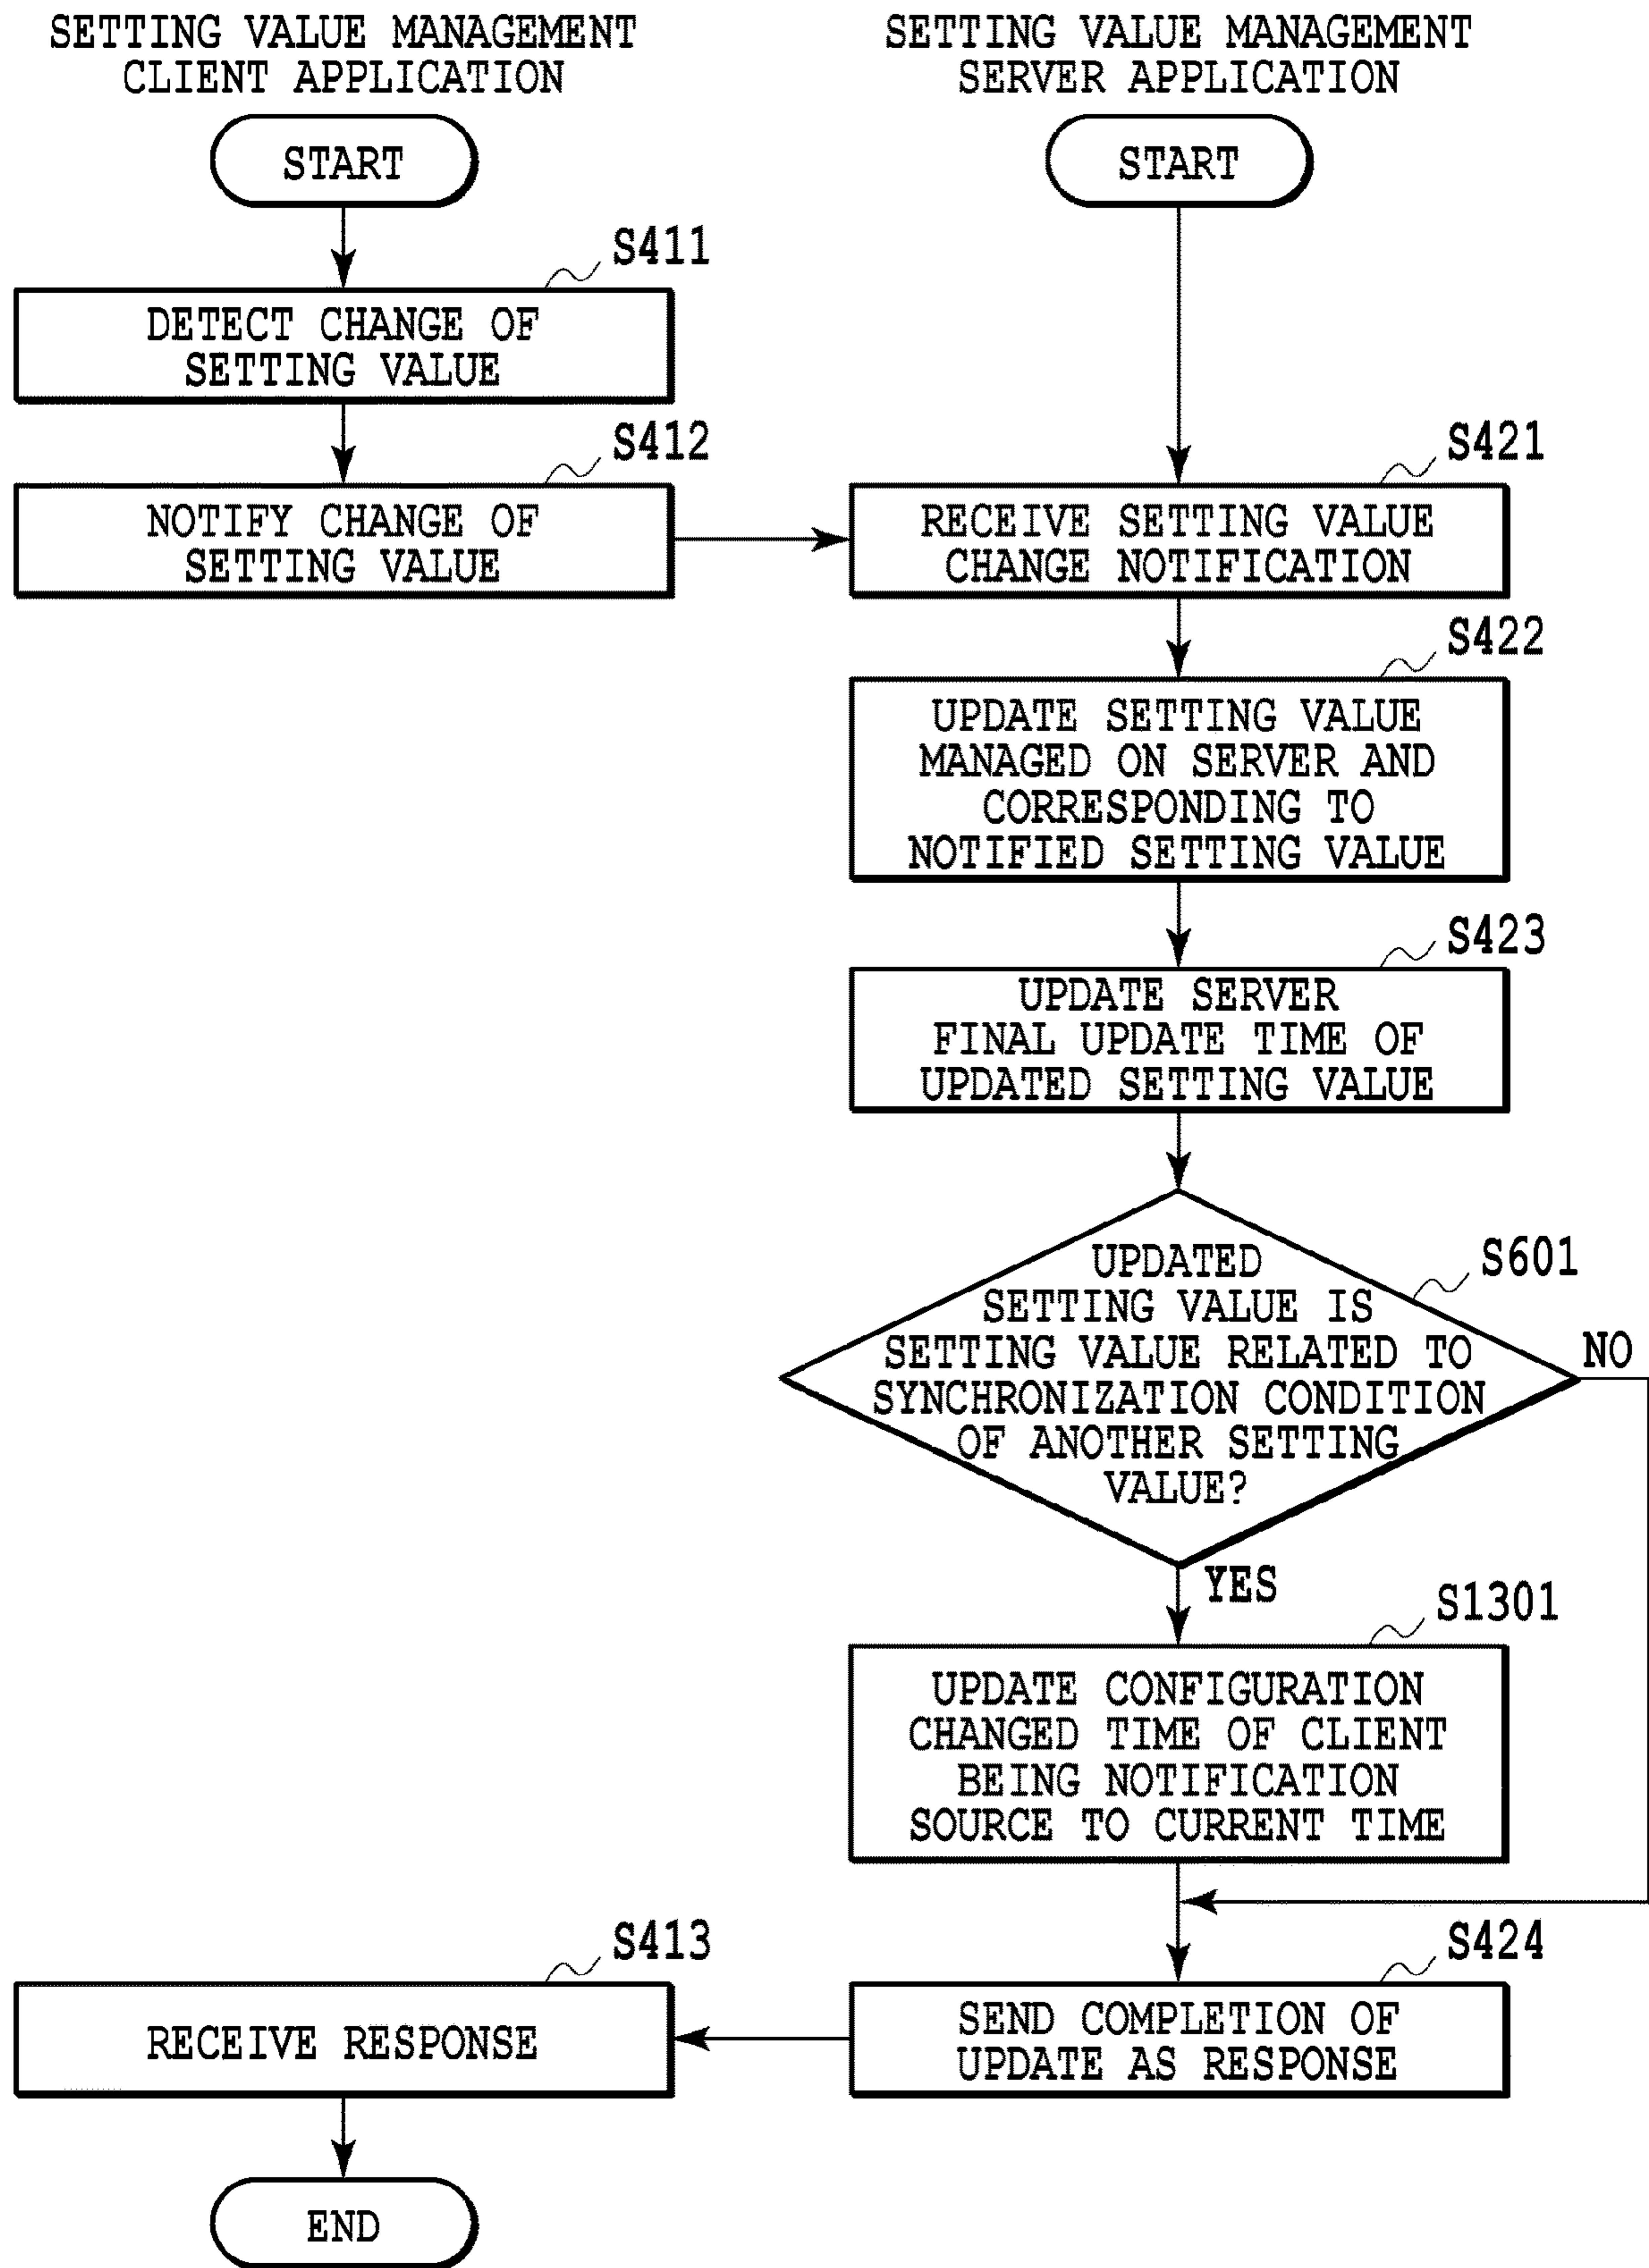 SETTING VALUE MANAGEMENT
CLIENT APPLICATION
SETTING VALUE MANAGEMENT
SERVER APPLICATION
START
START
S411
DETECT CHANGE OF
SETTING VALUE
S412
NOTIFY CHANGE OF
SETTING VALUE
S421
RECEIVE SETTING VALUE
CHANGE NOTIFICATION
S422
UPDATE SETTING VALUE
MANAGED ON SERVER AND
CORRESPONDING TO
NOTIFIED SETTING VALUE
S423
UPDATE SERVER
FINAL UPDATE TIME OF
UPDATED SETTING VALUE
S601
UPDATED
SETTING VALUE IS
SETTING VALUE RELATED TO
SYNCHRONIZATION CONDITION
OF ANOTHER SETTING
VALUE?
NO
YES
S1301
UPDATE CONFIGURATION
CHANGED TIME OF CLIENT
BEING NOTIFICATION
SOURCE TO CURRENT TIME
S424
SEND COMPLETION OF
UPDATE AS RESPONSE
S413
RECEIVE RESPONSE
END